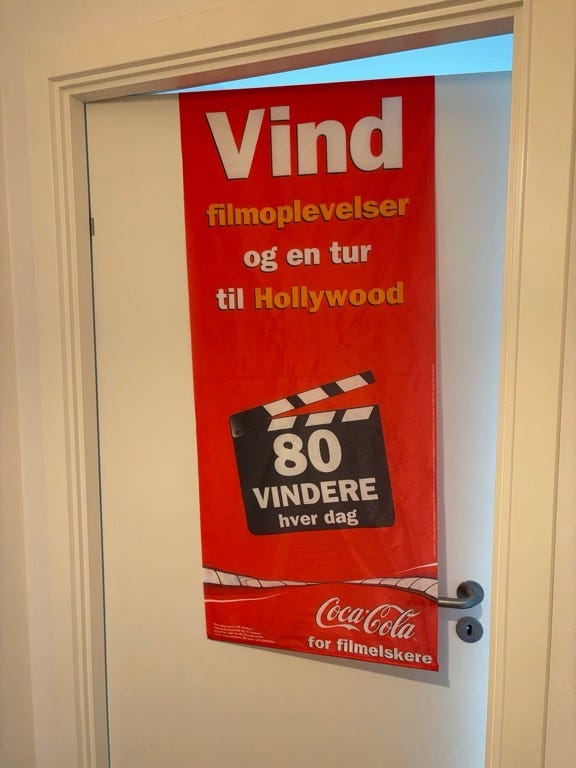 Vind
filmoplevelser
og en tur
til Hollywood
80
VINDERE
hver dag
Coca-Cola
for filmelskere